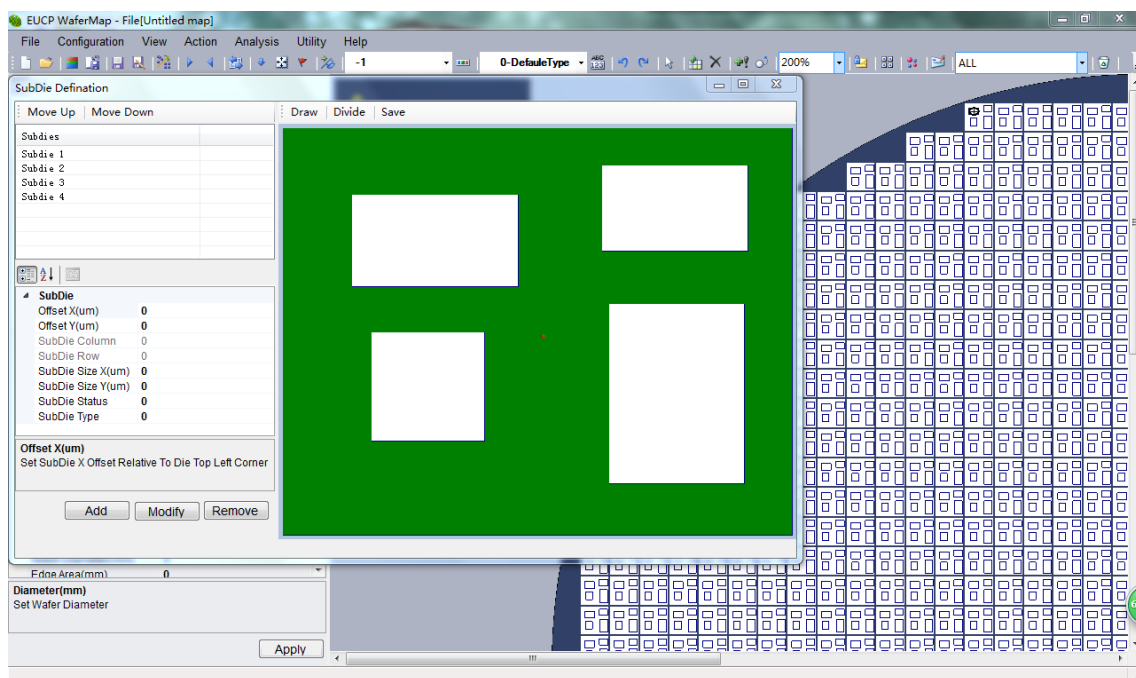 EUCP WaferMap - File[Untitled map]
File Configuration View Action Analysis Utility Help
-1 0-DefauleType 200% ALL
SubDie Defination
Move Up Move Down Draw Divide Save
Subdies
Subdie 1
Subdie 2
Subdie 3
Subdie 4
SubDie
Offset X(um) 0
Offset Y(um) 0
SubDie Column 0
SubDie Row 0
SubDie Size X(um) 0
SubDie Size Y(um) 0
SubDie Status 0
SubDie Type 0
Offset X(um)
Set SubDie X Offset Relative To Die Top Left Corner
Add Modify Remove
Edge Area(mm) 0
Diameter(mm)
Set Wafer Diameter
Apply